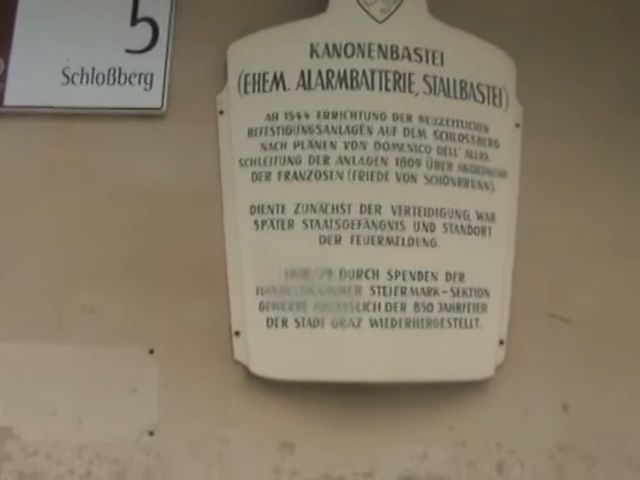 5
Schloßberg
KANONENBASTEI
(EHEM. ALARMBATTERIE, STALLBASTEI)
AB 1544 ERRICHTUNG DER NEUZEITLICHEN
BEFESTIGUNGSANLAGEN AUF DEM SCHLOSSBERG
NACH PLÄNEN VON DOMENICO DELL' ALLIO.
SCHLEIFUNG DER ANLAGEN 1809 ÜBER ANORDNUNG
DER FRANZOSEN (FRIEDE VON SCHÖNBRUNN).
DIENTE ZUNÄCHST DER VERTEIDIGUNG, WAR
SPÄTER STAATSGEFÄNGNIS UND STANDORT
DER FEUERMELDUNG.
DURCH SPENDEN DER
HANDELSKAMMER STEIERMARK-SEKTION
GEWERBE ANLÄSSLICH DER 850 JAHRFEIER
DER STADT GRAZ WIEDERHERGESTELLT.